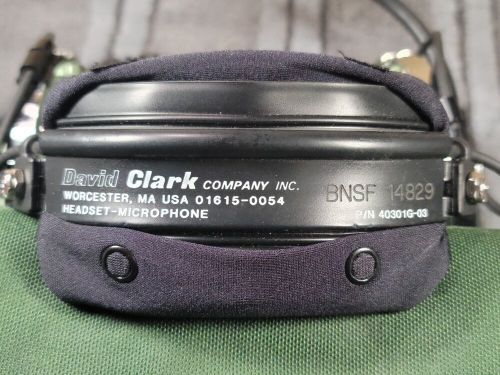 David Clark COMPANY INC.
WORCESTER, MA USA 01615-0054
HEADSET-MICROPHONE
BNSF 14829
P/N 40301G-03